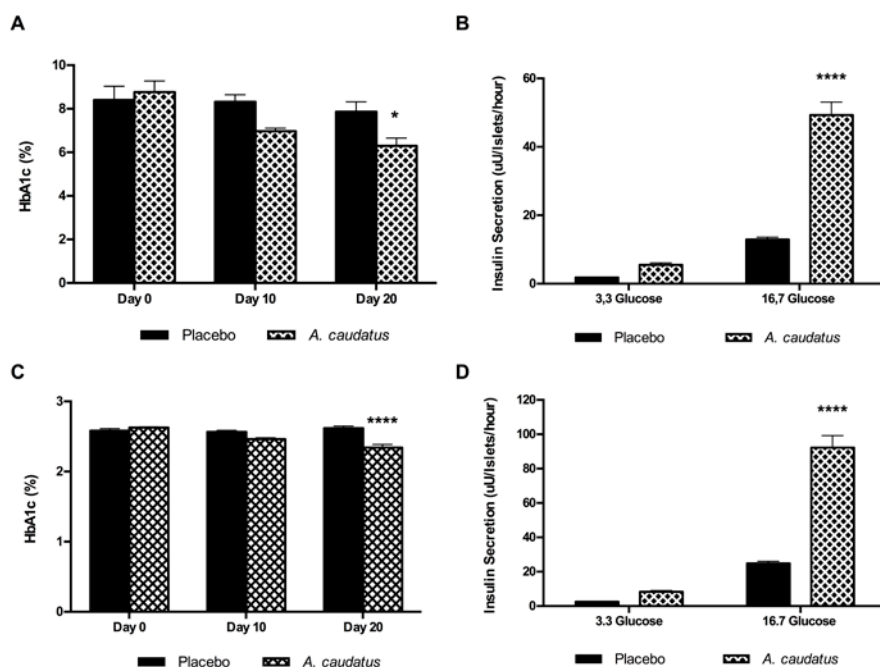 A
HbA1c (%)
10
8
6
4
2
0
*
Day 0
Day 10
Day 20
Placebo
A. caudatus
B
Insulin Secretion (uU/Islets/hour)
60
40
20
0
****
3,3 Glucose
16,7 Glucose
Placebo
A. caudatus
C
HbA1c (%)
3
2
1
0
****
Day 0
Day 10
Day 20
Placebo
A. caudatus
D
Insulin Secretion (uU/Islets/hour)
120
100
80
60
40
20
0
****
3.3 Glucose
16.7 Glucose
Placebo
A. caudatus